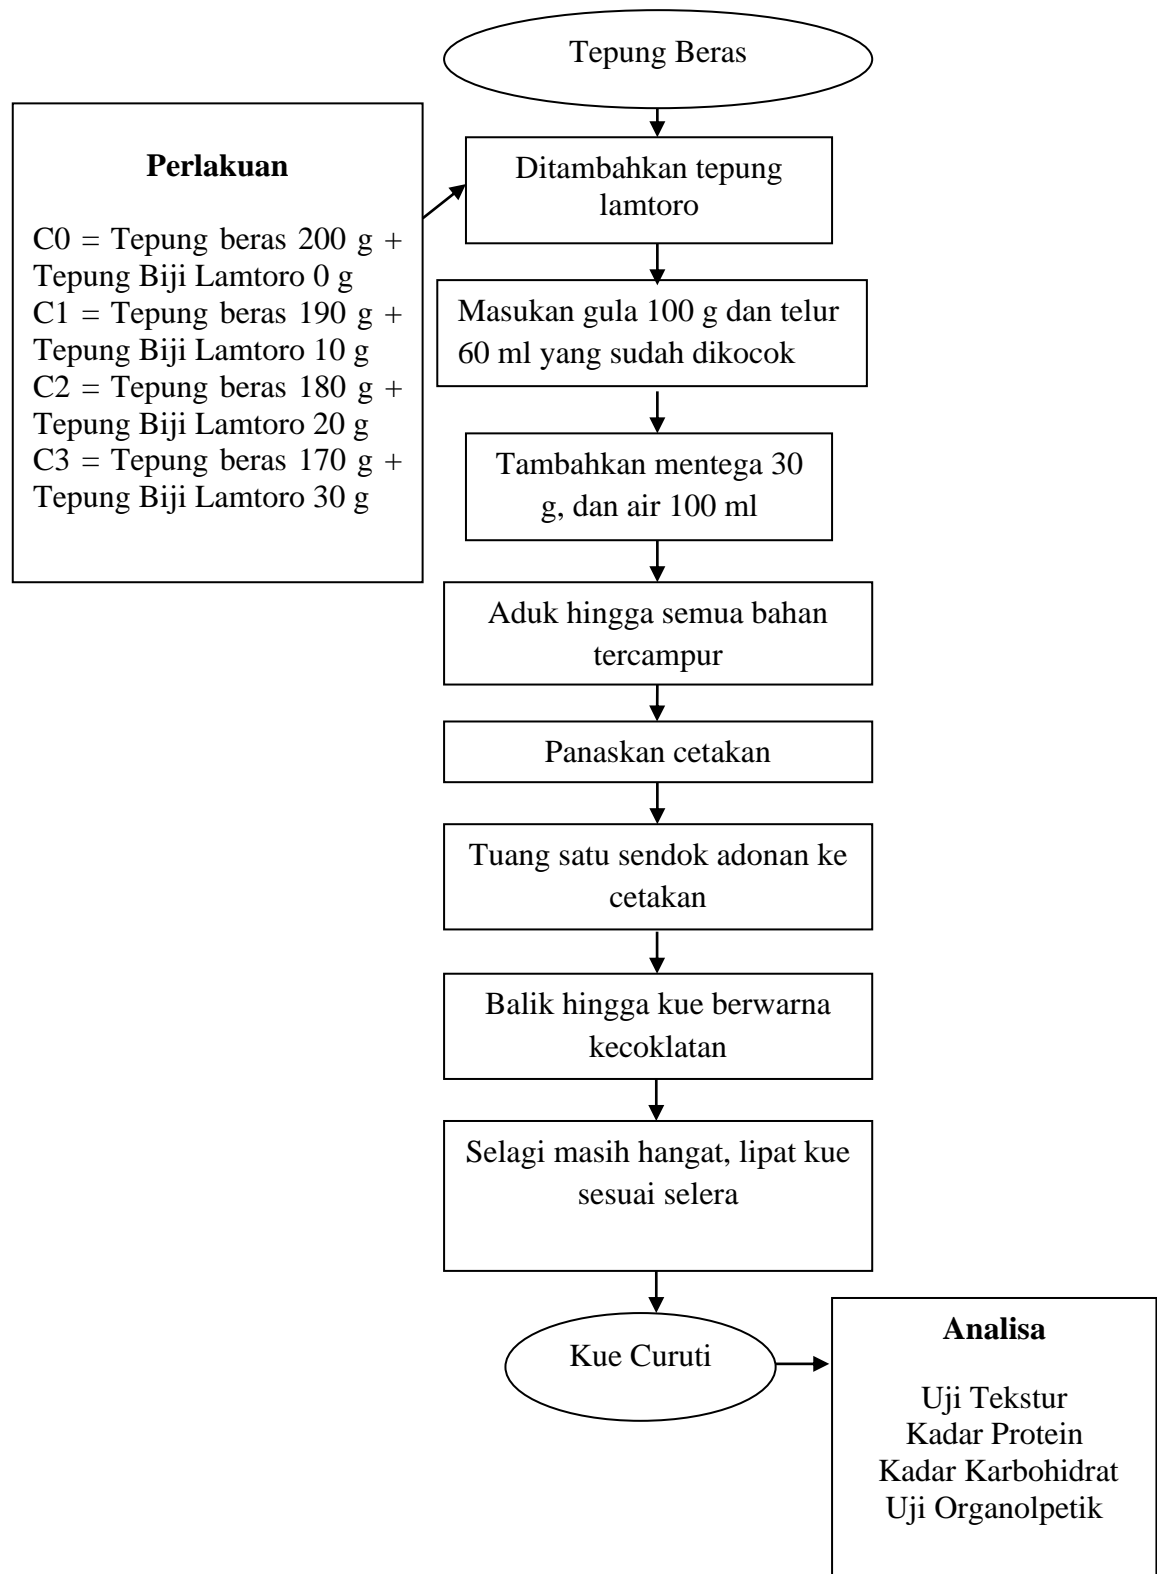 Tepung Beras
Perlakuan
C0 = Tepung beras 200 g +
Tepung Biji Lamtoro 0 g
C1 = Tepung beras 190 g +
Tepung Biji Lamtoro 10 g
C2 = Tepung beras 180 g +
Tepung Biji Lamtoro 20 g
C3 = Tepung beras 170 g +
Tepung Biji Lamtoro 30 g
Ditambahkan tepung
lamtoro
Masukan gula 100 g dan telur
60 ml yang sudah dikocok
Tambahkan mentega 30
g, dan air 100 ml
Aduk hingga semua bahan
tercampur
Panaskan cetakan
Tuang satu sendok adonan ke
cetakan
Balik hingga kue berwarna
kecoklatan
Selagi masih hangat, lipat kue
sesuai selera
Kue Curuti
Analisa
Uji Tekstur
Kadar Protein
Kadar Karbohidrat
Uji Organolpetik